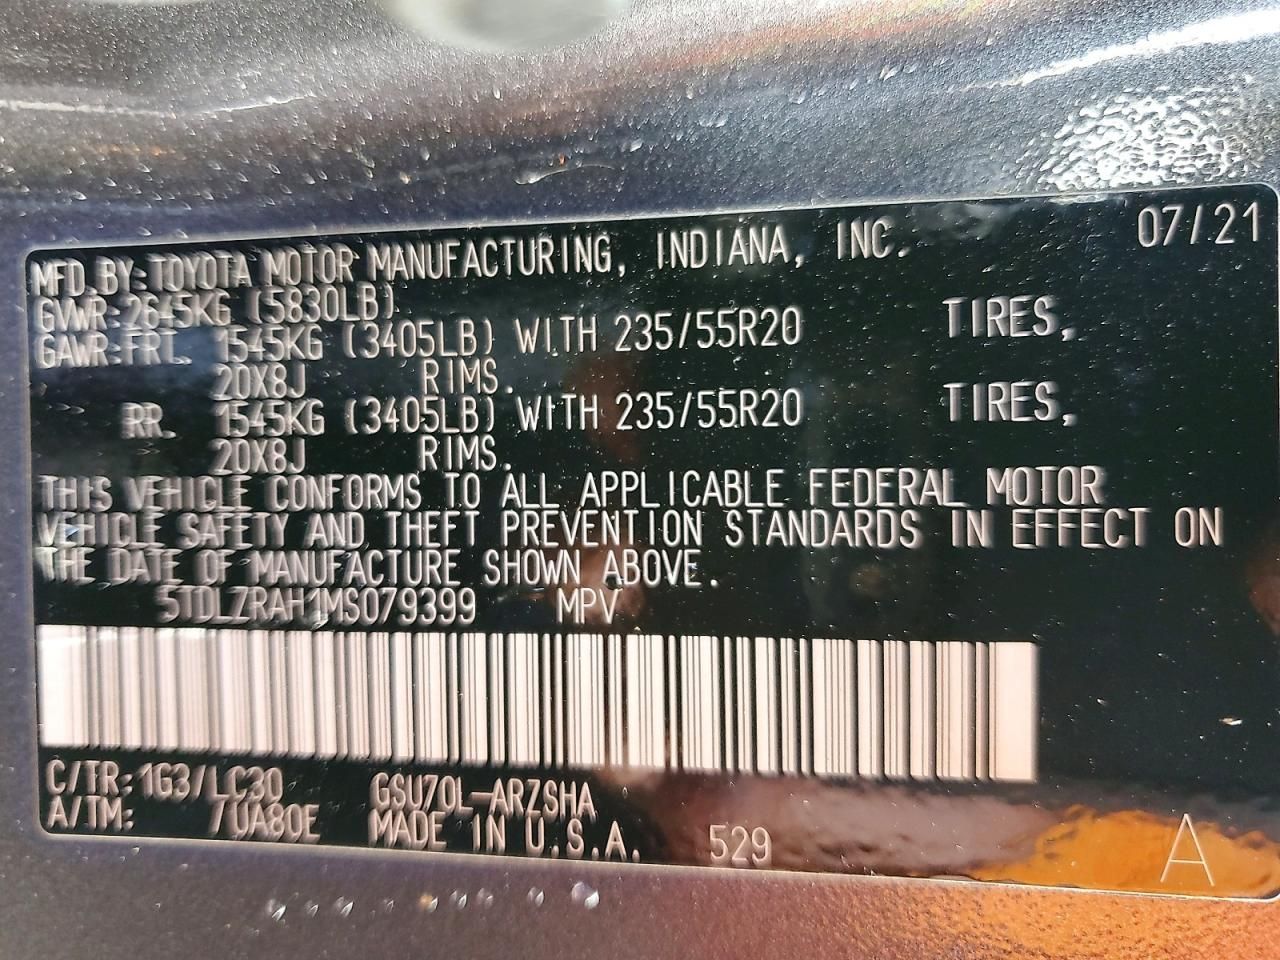 07/21
MFD.BY:TOYOTA MOTOR MANUFACTURING, INDIANA, INC.
GVWR:2645KG (5830LB)
GAWR:FRT. 1545KG (3405LB) WITH 235/55R20 TIRES,
20X8J RIMS.
RR. 1545KG (3405LB) WITH 235/55R20 TIRES,
20X8J RIMS.
THIS VEHICLE CONFORMS TO ALL APPLICABLE FEDERAL MOTOR
VEHICLE SAFETY AND THEFT PREVENTION STANDARDS IN EFFECT ON
THE DATE OF MANUFACTURE SHOWN ABOVE.
5TDLZRAH1MS079399 MPV
C/TR:1G3/LC30 GSU70L-ARZSHA
A/TM: /UA80E MADE IN U.S.A. 529 A